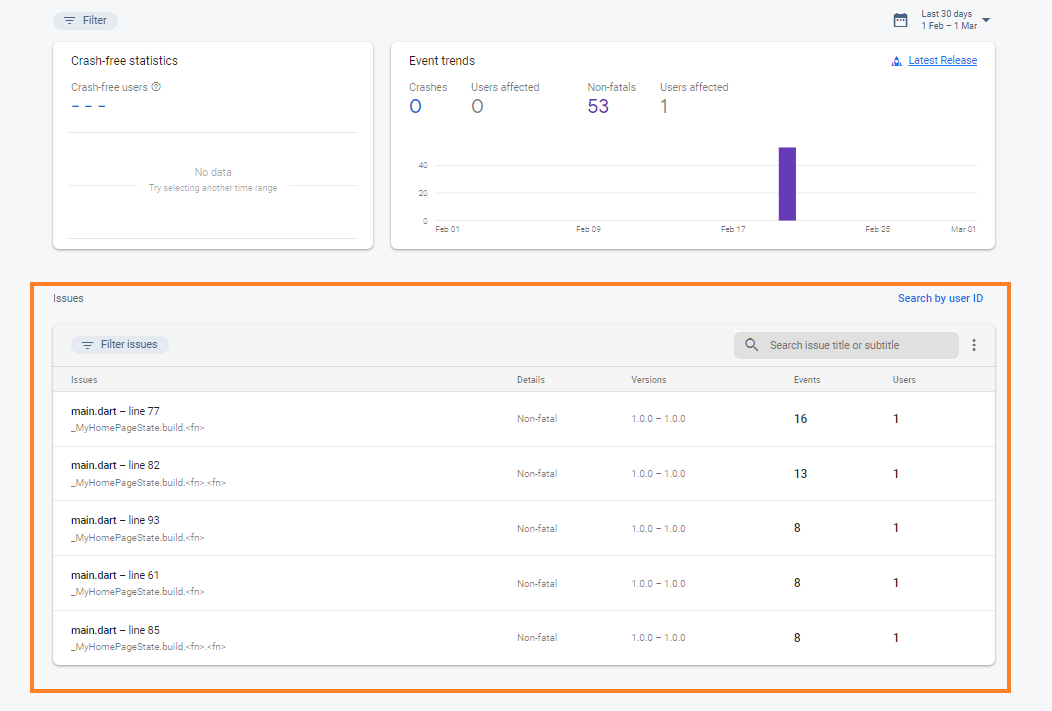 Filter
Last 30 days
1 Feb – 1 Mar
Crash-free statistics
Crash-free users
– – –
No data
Try selecting another time range
Event trends
Latest Release
Crashes Users affected Non-fatals Users affected
0 0 53 1
40
20
0
Feb 01 Feb 09 Feb 17 Feb 25 Mar 01
Issues
Search by user ID
Filter issues
Search issue title or subtitle
Issues Details Versions Events Users
main.dart – line 77
_MyHomePageState.build.<fn>
Non-fatal 1.0.0 – 1.0.0 16 1
main.dart – line 82
_MyHomePageState.build.<fn>.<fn>
Non-fatal 1.0.0 – 1.0.0 13 1
main.dart – line 93
_MyHomePageState.build.<fn>
Non-fatal 1.0.0 – 1.0.0 8 1
main.dart – line 61
_MyHomePageState.build.<fn>
Non-fatal 1.0.0 – 1.0.0 8 1
main.dart – line 85
_MyHomePageState.build.<fn>.<fn>
Non-fatal 1.0.0 – 1.0.0 8 1